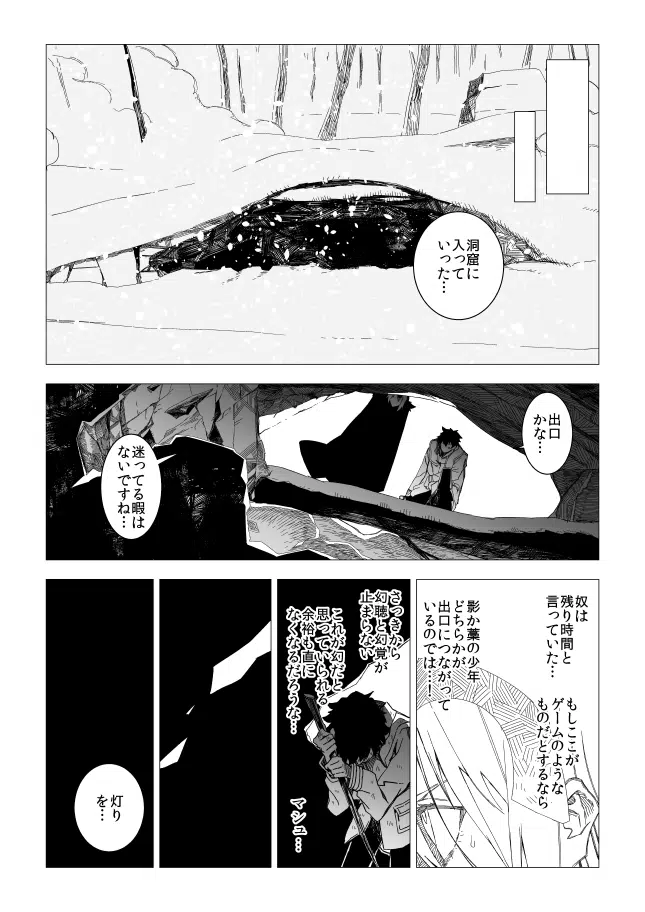 洞窟に
入って
いった…
出口
かな…
迷ってる暇は
ないですね…
奴は
残り時間と
言っていた…
もしここが
ゲームのような
ものだとするなら
影か藁の少年
どちらかが
出口につながって
いるのでは…！
さっきから
幻聴と幻覚が
止まらない
これが幻だと
思っていられる
余裕も直に
なくなるだろうな…
マシュ…
灯り
を…